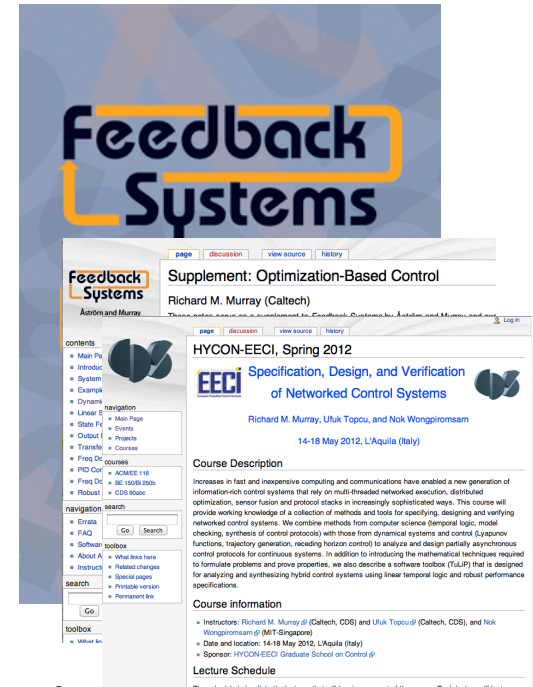 Feedback
Systems
page discussion view source history
Feedback
Systems
Åström and Murray
Supplement: Optimization-Based Control
Richard M. Murray (Caltech)
contents
Main Pa
Introduc
System
Example
Dynamic
Linear S
State Fe
Output
Transfe
Freq Do
PID Con
Freq Do
Robust
navigation
Errata
FAQ
Software
About A
Instruct
search
Go
toolbox
What lin
Log in
page discussion view source history
navigation
Main Page
Events
Projects
Courses
courses
ACM/EE 116
BE 150/Bi 250b
CDS 90abc
search
Go Search
toolbox
What links here
Related changes
Special pages
Printable version
Permanent link
HYCON-EECI, Spring 2012
EECI
Specification, Design, and Verification
of Networked Control Systems
Richard M. Murray, Ufuk Topcu, and Nok Wongpiromsarn
14-18 May 2012, L'Aquila (Italy)
Course Description
Increases in fast and inexpensive computing and communications have enabled a new generation of
information-rich control systems that rely on multi-threaded networked execution, distributed
optimization, sensor fusion and protocol stacks in increasingly sophisticated ways. This course will
provide working knowledge of a collection of methods and tools for specifying, designing and verifying
networked control systems. We combine methods from computer science (temporal logic, model
checking, synthesis of control protocols) with those from dynamical systems and control (Lyapunov
functions, trajectory generation, receding horizon control) to analyze and design partially asynchronous
control protocols for continuous systems. In addition to introducing the mathematical techniques required
to formulate problems and prove properties, we also describe a software toolbox (TuLiP) that is designed
for analyzing and synthesizing hybrid control systems using linear temporal logic and robust performance
specifications.
Course information
Instructors: Richard M. Murray (Caltech, CDS) and Ufuk Topcu (Caltech, CDS), and Nok
Wongpiromsam (MIT-Singapore)
Date and location: 14-18 May 2012, L'Aquila (Italy)
Sponsor: HYCON-EECI Graduate School on Control
Lecture Schedule